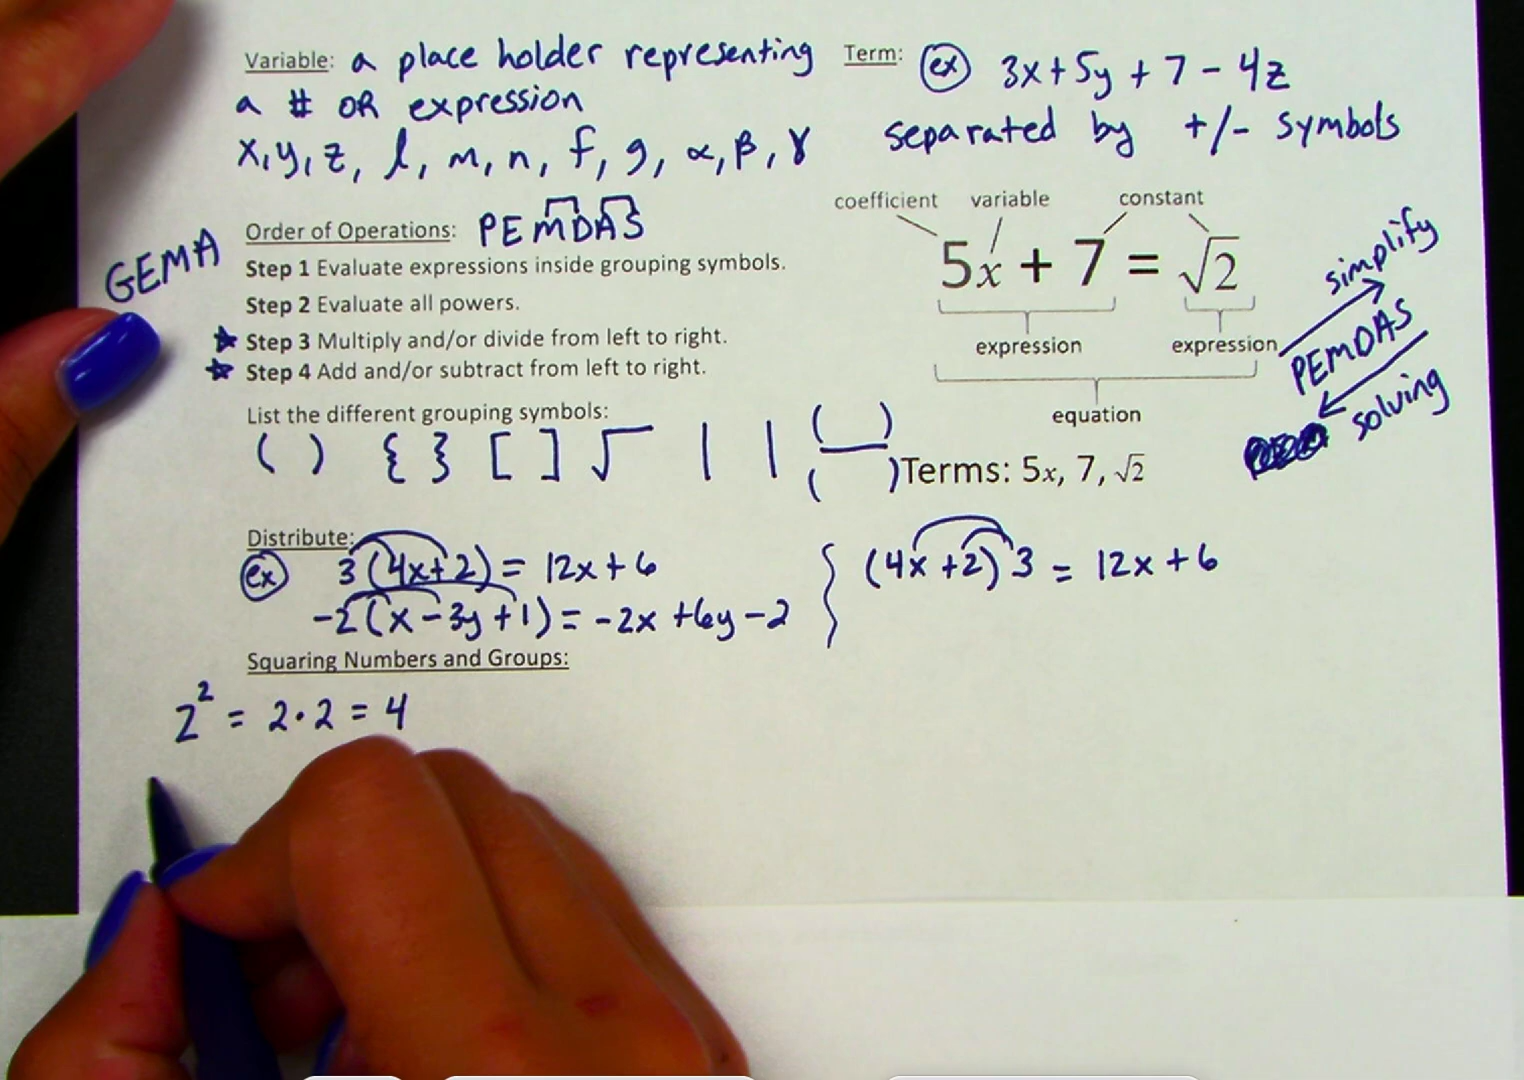 Variable: a place holder representing
a # OR expression
x, y, z, l, m, n, f, g, α, β, γ
Term: ex 3x + 5y + 7 - 4z
separated by +/- symbols
GEMA
Order of Operations: PEMDAS
Step 1 Evaluate expressions inside grouping symbols.
Step 2 Evaluate all powers.
Step 3 Multiply and/or divide from left to right.
Step 4 Add and/or subtract from left to right.
coefficient variable constant
5x + 7 = √2
expression expression
equation
simplify
PEMDAS
solving
List the different grouping symbols:
( ) { } [ ] √ | | ( )
( )
Terms: 5x, 7, √2
Distribute:
ex 3(4x+2) = 12x + 6
-2(x - 3y + 1) = -2x + 6y - 2
(4x + 2)3 = 12x + 6
Squaring Numbers and Groups:
2² = 2 · 2 = 4